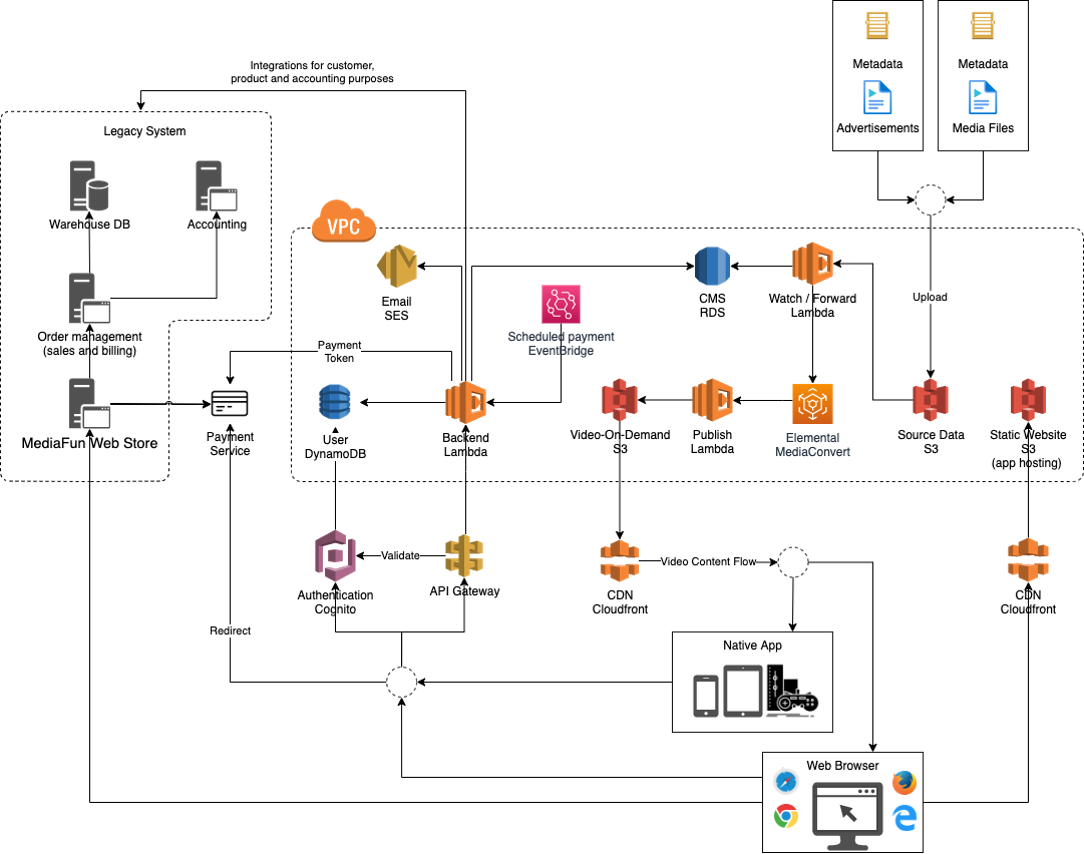 Metadata
Advertisements
Metadata
Media Files
Integrations for customer,
product and accounting purposes
Legacy System
Warehouse DB
Accounting
Order management
(sales and billing)
MediaFun Web Store
VPC
Email
SES
Scheduled payment
EventBridge
CMS
RDS
Watch / Forward
Lambda
Upload
Payment
Token
Payment
Service
User
DynamoDB
Backend
Lambda
Video-On-Demand
S3
Publish
Lambda
Elemental
MediaConvert
Source Data
S3
Static Website
S3
(app hosting)
Validate
Authentication
Cognito
API Gateway
CDN
Cloudfront
Video Content Flow
CDN
Cloudfront
Redirect
Native App
Web Browser